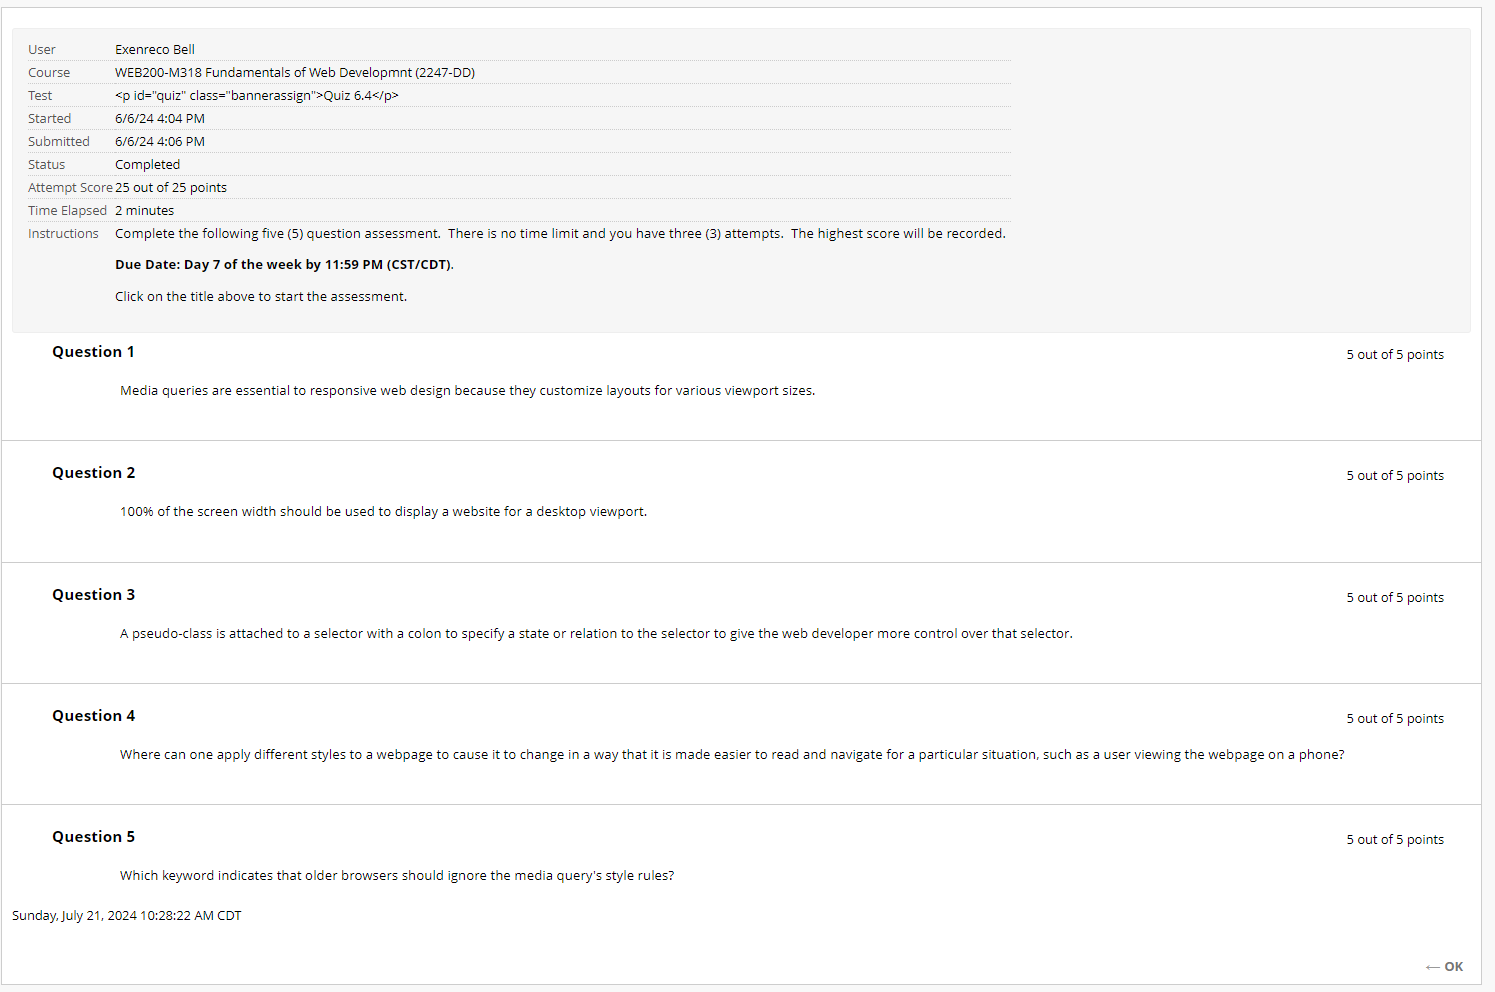 User Exenreco Bell
Course WEB200-M318 Fundamentals of Web Developmnt (2247-DD)
Test <p id="quiz" class="bannerassign">Quiz 6.4</p>
Started 6/6/24 4:04 PM
Submitted 6/6/24 4:06 PM
Status Completed
Attempt Score 25 out of 25 points
Time Elapsed 2 minutes
Instructions Complete the following five (5) question assessment. There is no time limit and you have three (3) attempts. The highest score will be recorded.
Due Date: Day 7 of the week by 11:59 PM (CST/CDT).
Click on the title above to start the assessment.
Question 1 5 out of 5 points
Media queries are essential to responsive web design because they customize layouts for various viewport sizes.
Question 2 5 out of 5 points
100% of the screen width should be used to display a website for a desktop viewport.
Question 3 5 out of 5 points
A pseudo-class is attached to a selector with a colon to specify a state or relation to the selector to give the web developer more control over that selector.
Question 4 5 out of 5 points
Where can one apply different styles to a webpage to cause it to change in a way that it is made easier to read and navigate for a particular situation, such as a user viewing the webpage on a phone?
Question 5 5 out of 5 points
Which keyword indicates that older browsers should ignore the media query's style rules?
Sunday, July 21, 2024 10:28:22 AM CDT
← OK